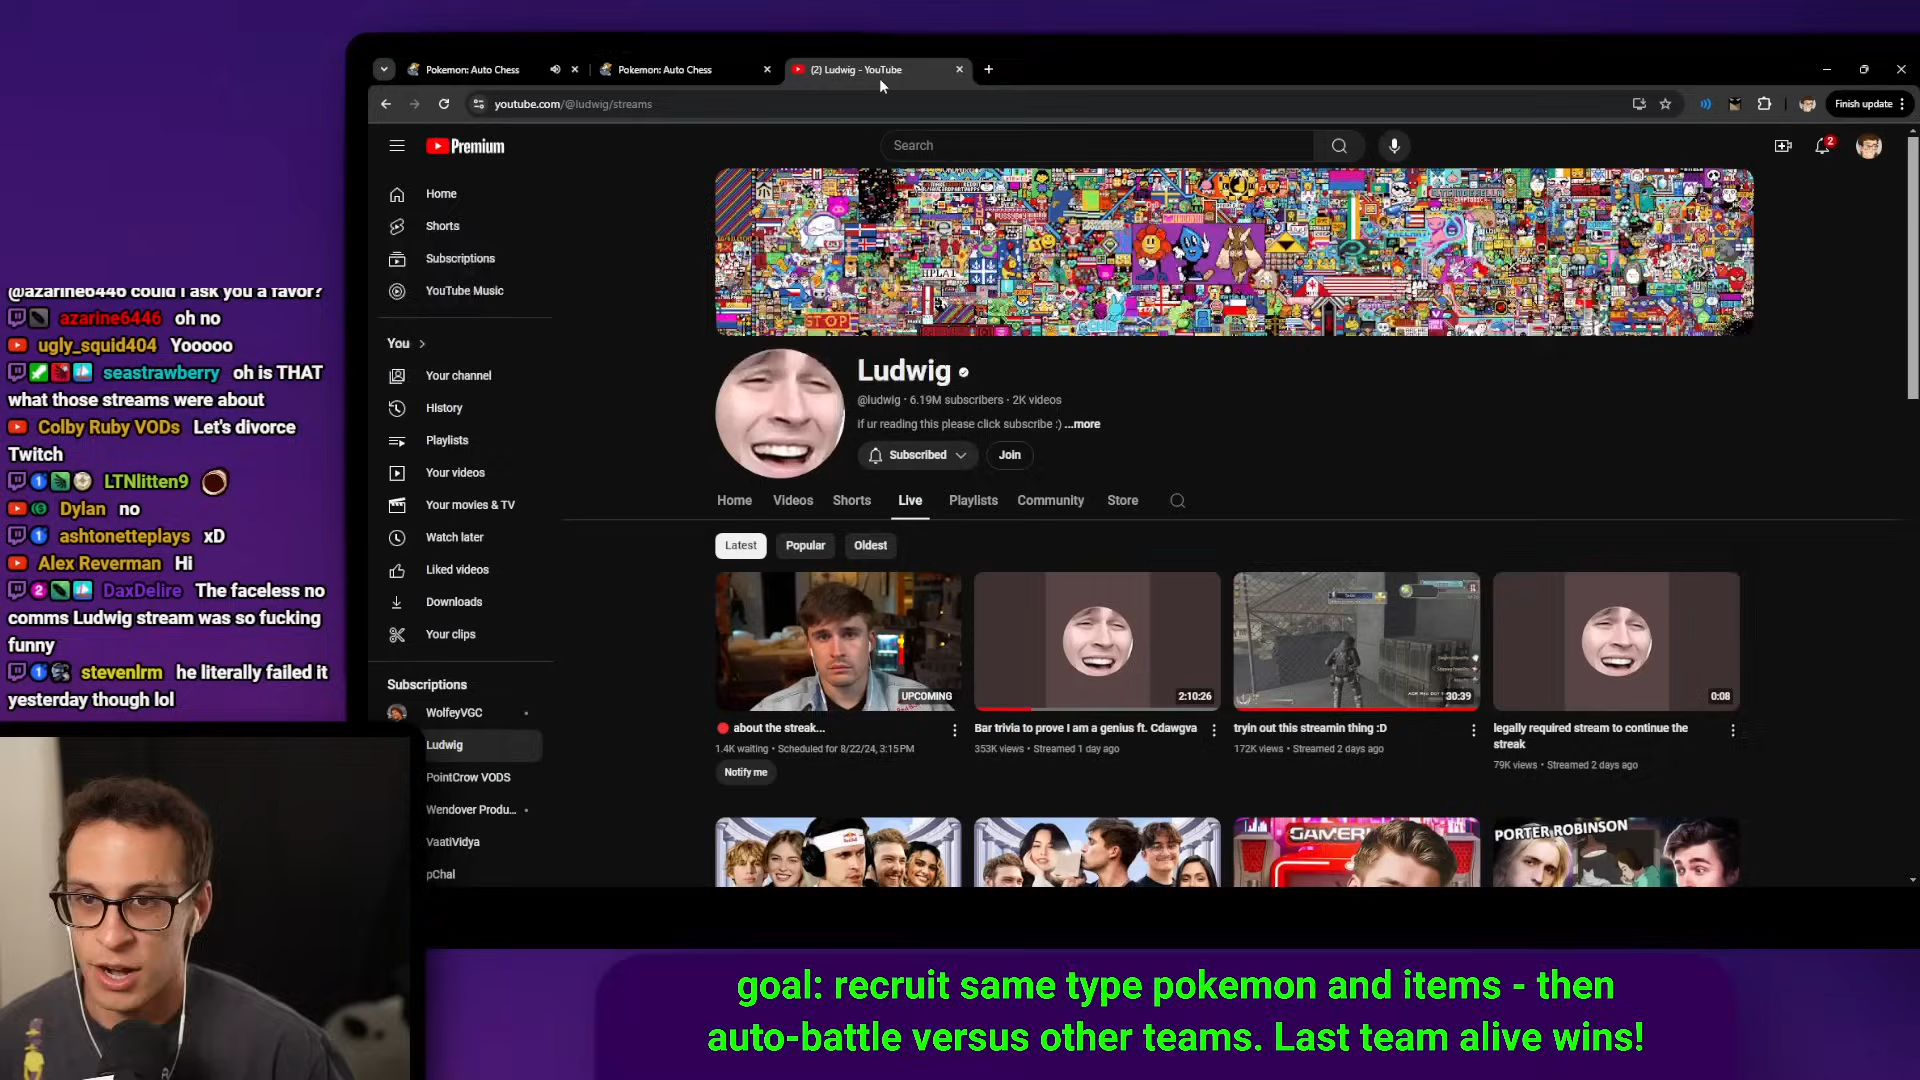 Pokemon: Auto Chess
Pokemon: Auto Chess
(2) Ludwig - YouTube
youtube.com/@ludwig/streams
Finish update
Premium
Search
2
Home
Shorts
Subscriptions
YouTube Music
You
Your channel
History
Playlists
Your videos
Your movies & TV
Watch later
Liked videos
Downloads
Your clips
Subscriptions
WolfeyVGC
Ludwig
PointCrow VODS
Wendover Produ...
VaatiVidya
pChal
STOP
Ludwig
@ludwig · 6.19M subscribers · 2K videos
if ur reading this please click subscribe :) ...more
Subscribed
Join
Home Videos Shorts Live Playlists Community Store
Latest Popular Oldest
UPCOMING
2:10:26
30:39
0:08
about the streak...
1.4K waiting · Scheduled for 8/22/24, 3:15 PM
Notify me
Bar trivia to prove I am a genius ft. Cdawgva
353K views · Streamed 1 day ago
tryin out this streamin thing :D
172K views · Streamed 2 days ago
legally required stream to continue the
streak
79K views · Streamed 2 days ago
Red Bull
PORTER ROBINSON
@azarine6446 could I ask you a favor?
azarine6446 oh no
ugly_squid404 Yooooo
seastrawberry oh is THAT
what those streams were about
Colby Ruby VODs Let's divorce
Twitch
LTNlitten9
Dylan no
ashtonetteplays xD
Alex Reverman Hi
DaxDelire The faceless no
comms Ludwig stream was so fucking
funny
stevenlrm he literally failed it
yesterday though lol
goal: recruit same type pokemon and items - then
auto-battle versus other teams. Last team alive wins!